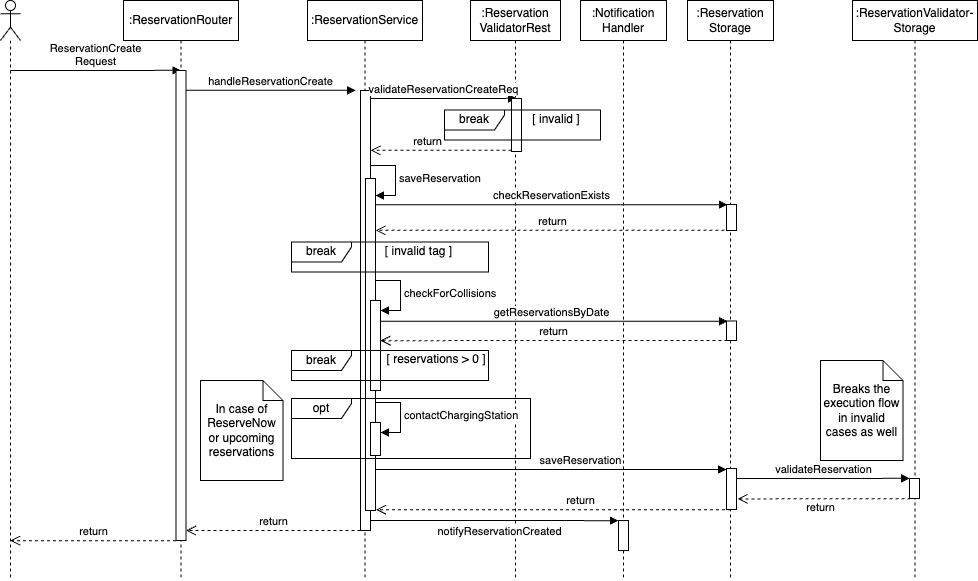 :ReservationRouter
:ReservationService
:Reservation
ValidatorRest
:Notification
Handler
:Reservation
Storage
:ReservationValidator-
Storage
ReservationCreate
Request
handleReservationCreate
validateReservationCreateReq
break
[ invalid ]
return
saveReservation
checkReservationExists
return
break
[ invalid tag ]
checkForCollisions
getReservationsByDate
return
break
[ reservations > 0 ]
In case of
ReserveNow
or upcoming
reservations
opt
contactChargingStation
Breaks the
execution flow
in invalid
cases as well
saveReservation
validateReservation
return
return
return
notifyReservationCreated
return